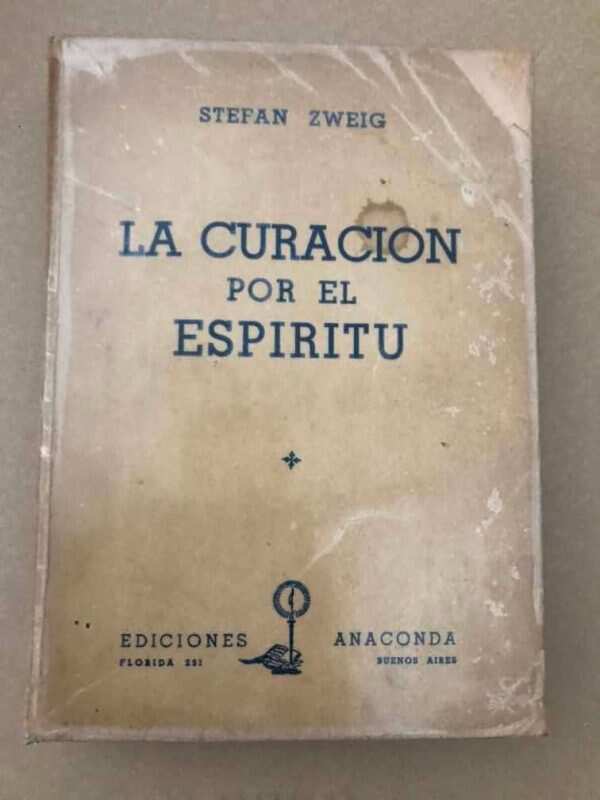 STEFAN ZWEIG
LA CURACION
POR EL
ESPIRITU
EDICIONES ANACONDA
FLORIDA 251 BUENOS AIRES